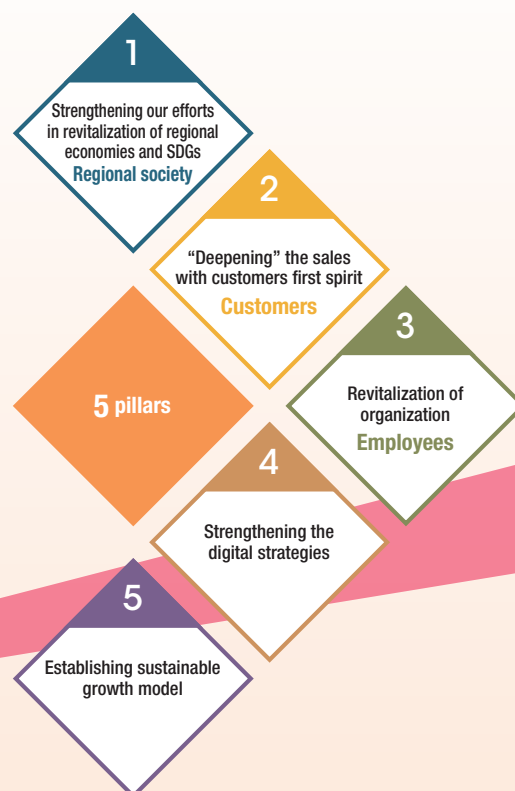 1
Strengthening our efforts
in revitalization of regional
economies and SDGs
Regional society
2
“Deepening” the sales
with customers first spirit
Customers
3
Revitalization of
organization
Employees
5 pillars
4
Strengthening the
digital strategies
5
Establishing sustainable
growth model